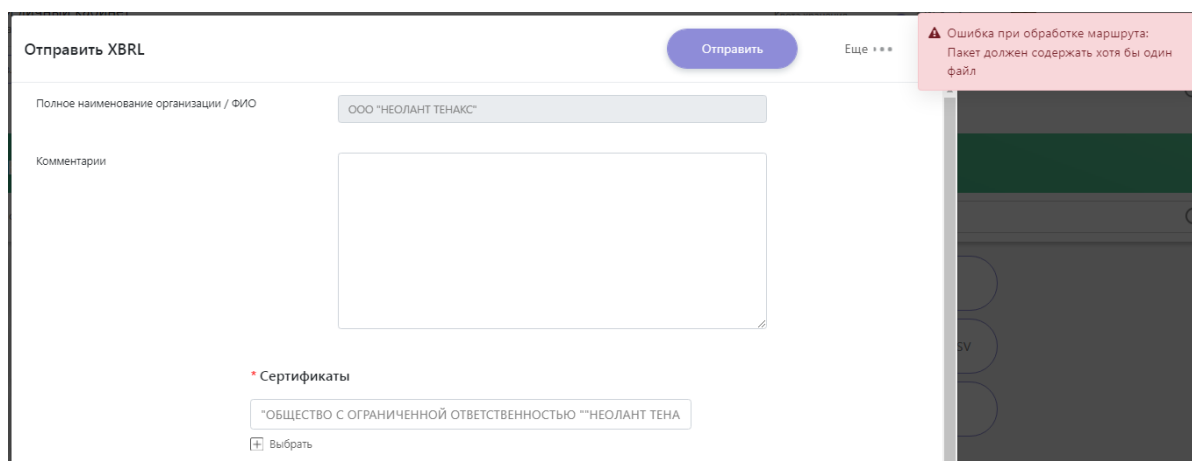 Отправить XBRL
Отправить
Еще
Ошибка при обработке маршрута:
Пакет должен содержать хотя бы один
файл
Полное наименование организации / ФИО
ООО "НЕОЛАНТ ТЕНАКС"
Комментарии
* Сертификаты
"ОБЩЕСТВО С ОГРАНИЧЕННОЙ ОТВЕТСТВЕННОСТЬЮ ""НЕОЛАНТ ТЕНА
Выбрать
sv